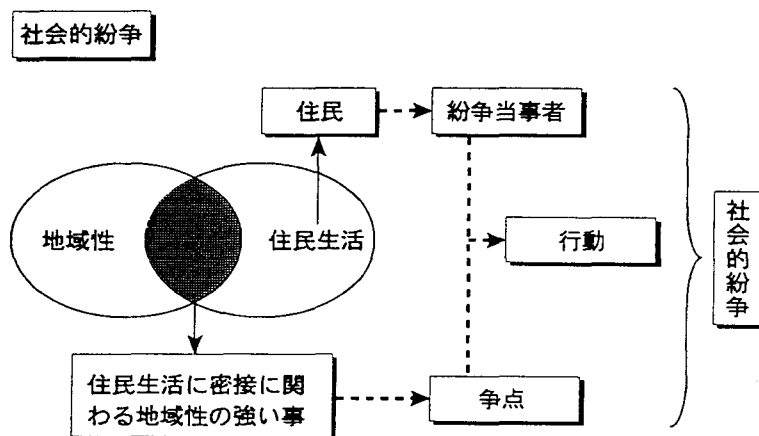 社会的紛争
住民
紛争当事者
地域性
住民生活
行動
社会的紛争
住民生活に密接に関
わる地域性の強い事
争点